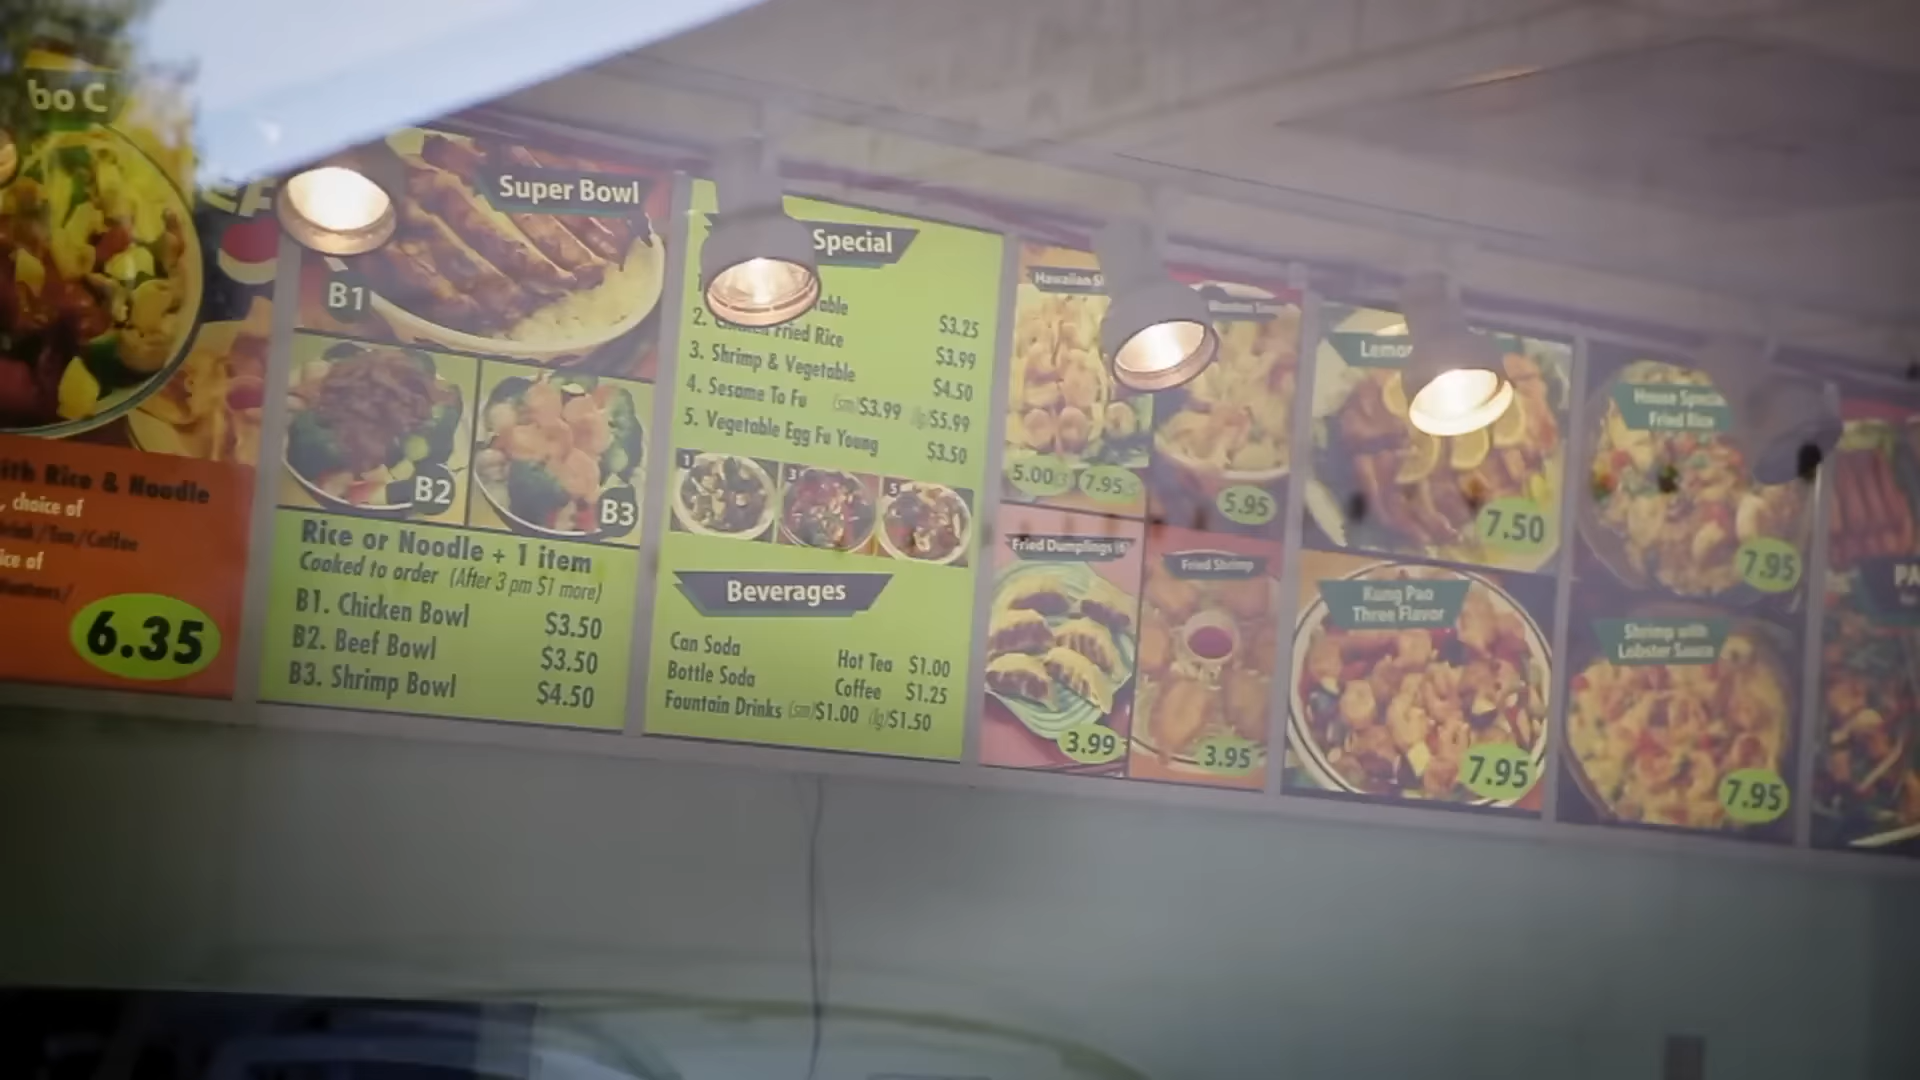 bo C
ith Rice & Noodle
, choice of
ice of
6.35
Super Bowl
B1
B2
B3
Rice or Noodle + 1 item
Cooked to order (After 3 pm $1 more)
B1. Chicken Bowl $3.50
B2. Beef Bowl $3.50
B3. Shrimp Bowl $4.50
Special
able $3.25
2. Fried Rice $3.99
3. Shrimp & Vegetable $4.50
4. Sesame To Fu (sm)$3.99 (lg)$5.99
5. Vegetable Egg Fu Young $3.50
1
3
5
Beverages
Can Soda
Bottle Soda
Hot Tea $1.00
Coffee $1.25
Fountain Drinks (sm)$1.00 (lg)$1.50
Hawaiian S
5.00
7.95
5.95
Fried Dumplings (6)
3.99
Fried Shrimp
3.95
Lemo
7.50
Kung Pao
Three Flavor
7.95
House Special
Fried Rice
7.95
Shrimp with
Lobster Sauce
7.95
PA